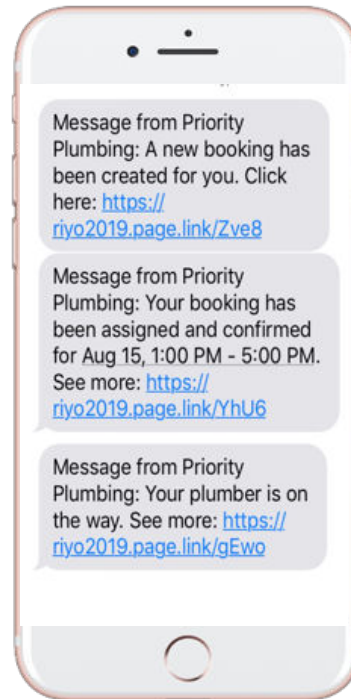 Message from Priority
Plumbing: A new booking has
been created for you. Click
here: https://
riyo2019.page.link/Zve8
Message from Priority
Plumbing: Your booking has
been assigned and confirmed
for Aug 15, 1:00 PM - 5:00 PM.
See more: https://
riyo2019.page.link/YhU6
Message from Priority
Plumbing: Your plumber is on
the way. See more: https://
riyo2019.page.link/gEwo